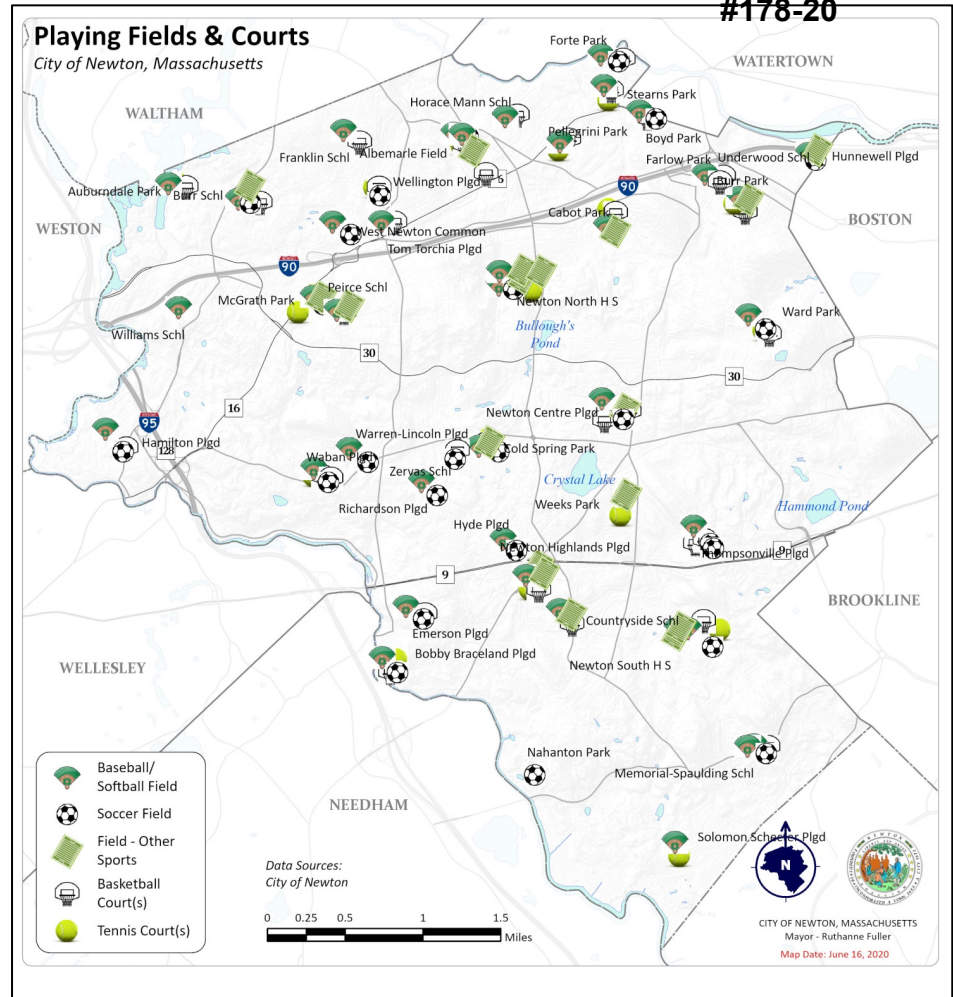 #178-20
Playing Fields & Courts
City of Newton, Massachusetts
Forte Park
WATERTOWN
WALTHAM
Horace Mann Schl
Stearns Park
Pellegrini Park
Boyd Park
Franklin Schl
Albemarle Field
Farlow Park
Underwood Schl
Hunnewell Plgd
Auburndale Park
Burr Schl
Wellington Plgd
90
Burr Park
WESTON
Cabot Park
BOSTON
West Newton Common
Tom Torchia Plgd
90
McGrath Park
Peirce Schl
Newton North H S
Ward Park
Williams Schl
Bullough's
Pond
30
30
16
Newton Centre Plgd
95
Hamilton Plgd
128
Warren-Lincoln Plgd
Waban Plgd
Cold Spring Park
Zervas Schl
Crystal Lake
Richardson Plgd
Weeks Park
Hammond Pond
Hyde Plgd
Newton Highlands Plgd
Thompsonville Plgd
9
9
BROOKLINE
Emerson Plgd
Countryside Schl
Bobby Braceland Plgd
WELLESLEY
Newton South H S
Nahanton Park
Memorial-Spaulding Schl
NEEDHAM
Solomon Schecter Plgd
Baseball/
Softball Field
Soccer Field
Field - Other
Sports
Basketball
Court(s)
Tennis Court(s)
Data Sources:
City of Newton
0 0.25 0.5 1 1.5
Miles
N
CITY OF NEWTON, MASSACHUSETTS
Mayor - Ruthanne Fuller
Map Date: June 16, 2020